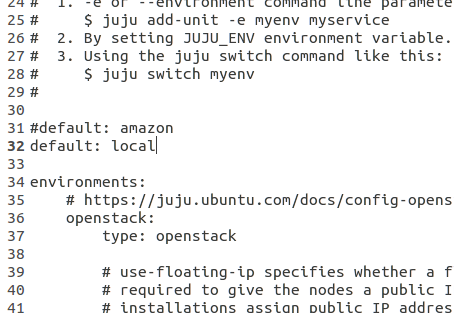 24 #  1. -e or --environment command line paramete
25 #     $ juju add-unit -e myenv myservice
26 #  2. By setting JUJU_ENV environment variable.
27 #  3. Using the juju switch command like this:
28 #     $ juju switch myenv
29 #
30
31 #default: amazon
32 default: local
33
34 environments:
35     # https://juju.ubuntu.com/docs/config-opens
36     openstack:
37         type: openstack
38
39         # use-floating-ip specifies whether a f
40         # required to give the nodes a public I
41         # installations assign public IP addres